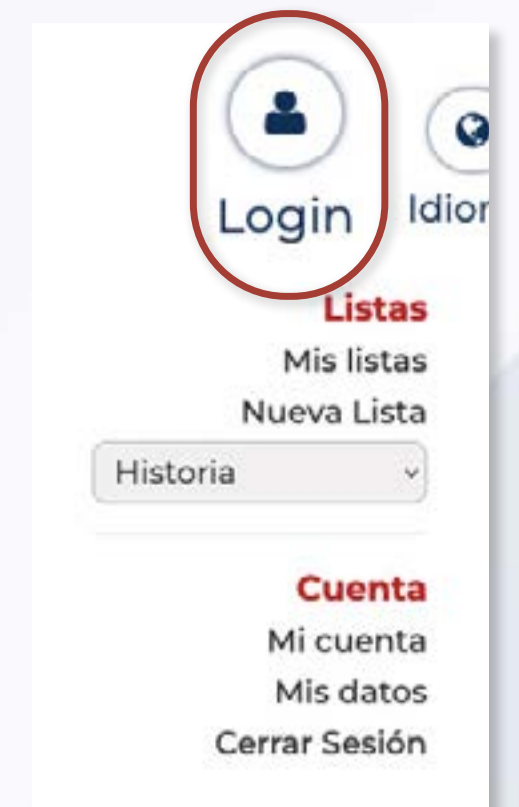 Login
Listas
Mis listas
Nueva Lista
Historia
Cuenta
Mi cuenta
Mis datos
Cerrar Sesión